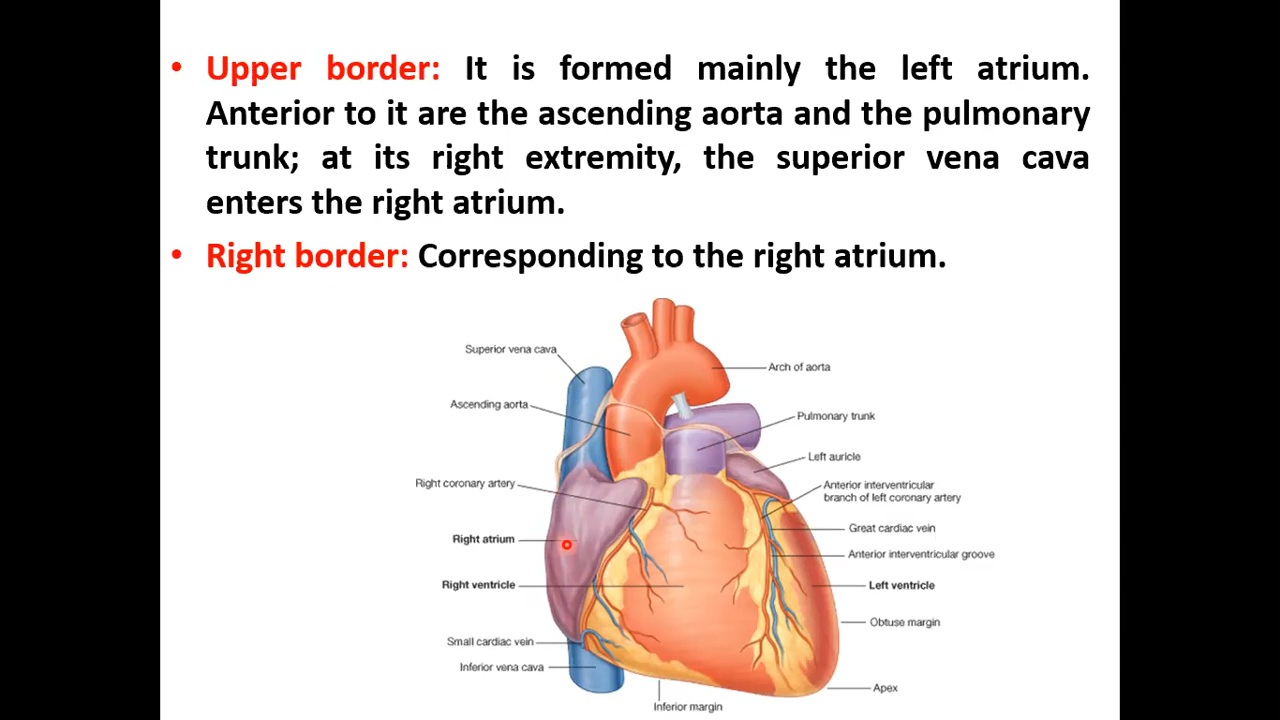 • Upper border: It is formed mainly the left atrium.
Anterior to it are the ascending aorta and the pulmonary
trunk; at its right extremity, the superior vena cava
enters the right atrium.
• Right border: Corresponding to the right atrium.
Superior vena cava
Arch of aorta
Ascending aorta
Pulmonary trunk
Left auricle
Right coronary artery
Anterior interventricular
branch of left coronary artery
Great cardiac vein
Right atrium
Anterior interventricular groove
Right ventricle
Left ventricle
Obtuse margin
Small cardiac vein
Inferior vena cava
Apex
Inferior margin